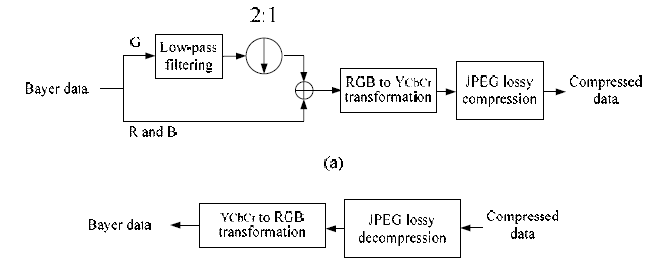 2:1
G
Low-pass
filtering
RGB to YCbCr
transformation
JPEG lossy
compression
Compressed
data
Bayer data
R and B
(a)
Bayer data
YCbCr to RGB
transformation
JPEG lossy
decompression
Compressed
data